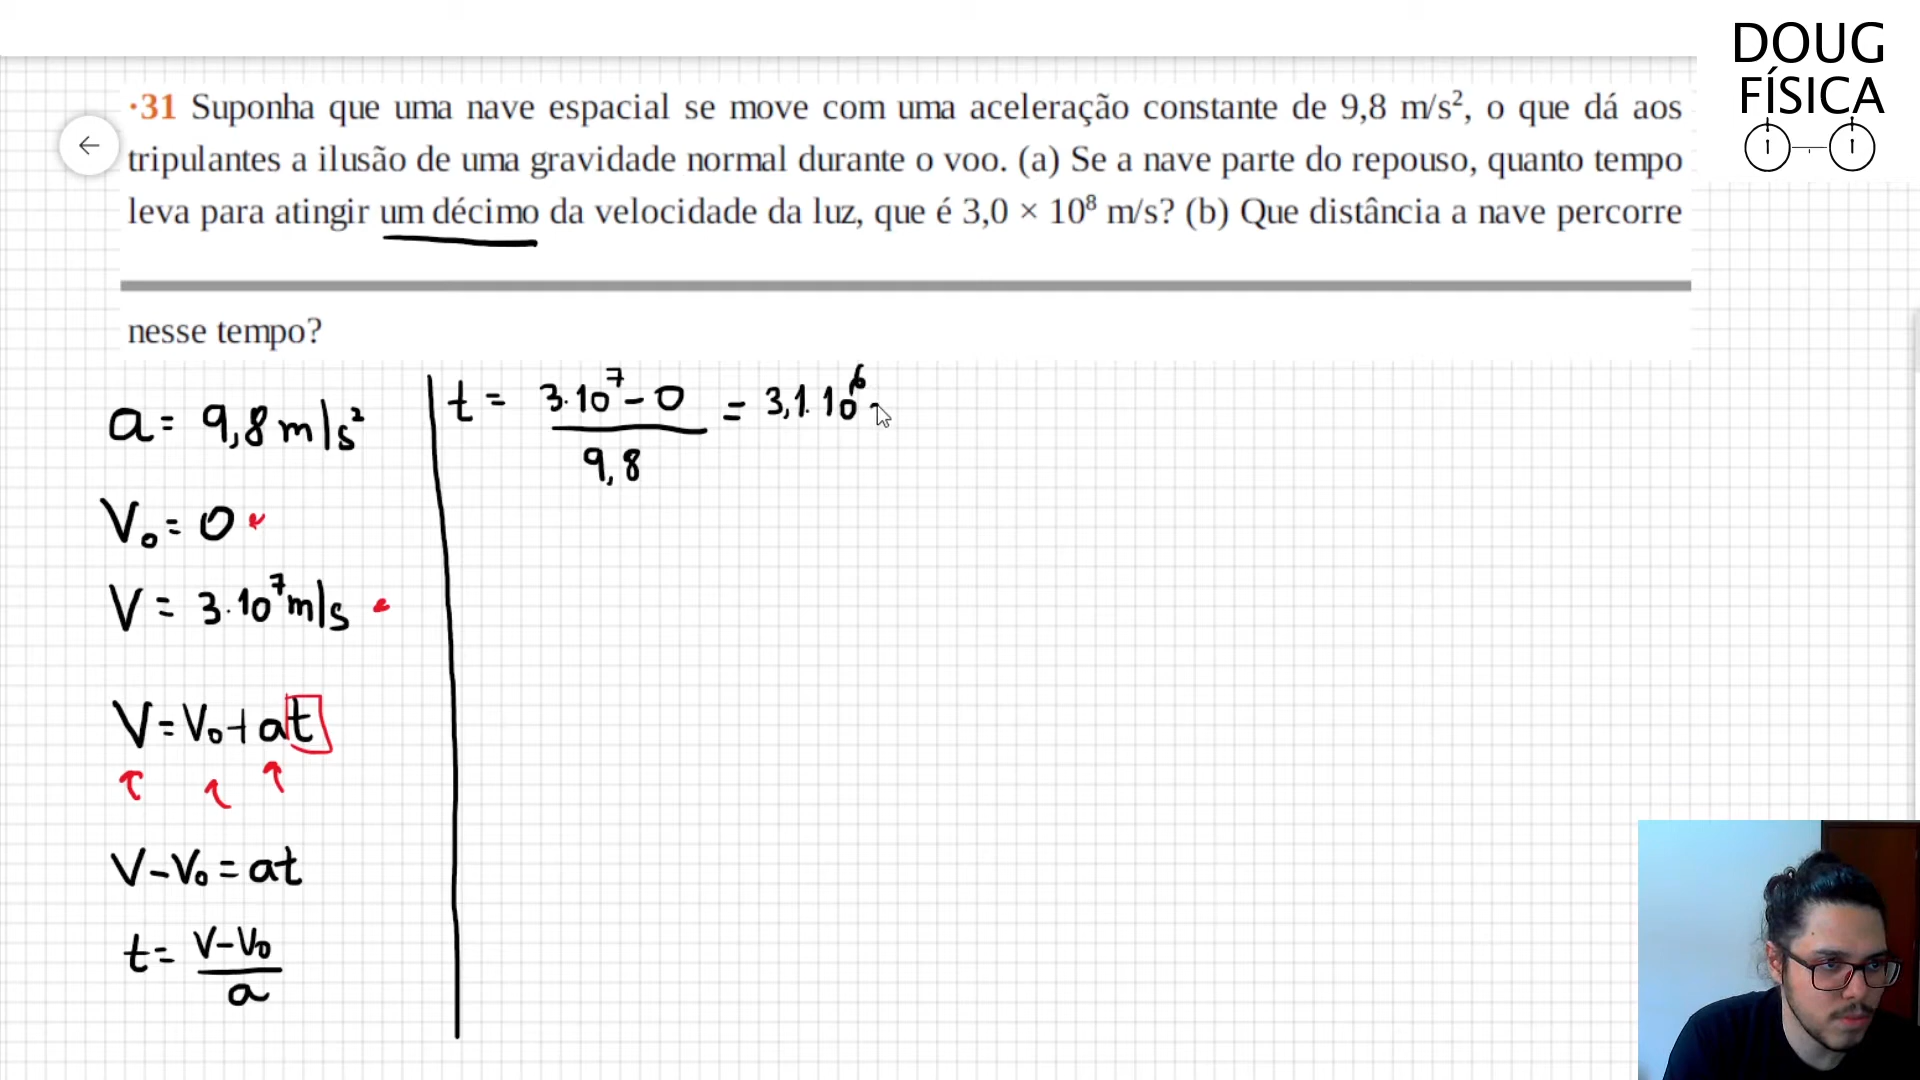 DOUG
FÍSICA
·31 Suponha que uma nave espacial se move com uma aceleração constante de 9,8 m/s², o que dá aos
tripulantes a ilusão de uma gravidade normal durante o voo. (a) Se a nave parte do repouso, quanto tempo
leva para atingir um décimo da velocidade da luz, que é 3,0 × 10⁸ m/s? (b) Que distância a nave percorre
nesse tempo?
a = 9,8 m/s²
V₀ = 0
V = 3·10⁷ m/s
V = V₀ + at
V - V₀ = at
t = (V - V₀)/a
t = (3·10⁷ - 0)/9,8 = 3,1·10⁶